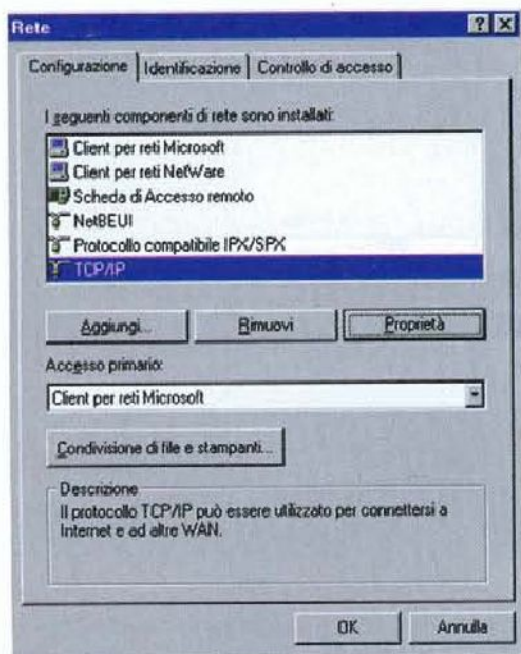 Rete
Configurazione Identificazione Controllo di accesso
I seguenti componenti di rete sono installati:
Client per reti Microsoft
Client per reti NetWare
Scheda di Accesso remoto
NetBEUI
Protocollo compatibile IPX/SPX
TCP/IP
Aggiungi... Rimuovi Proprietà
Accesso primario:
Client per reti Microsoft
Condivisione di file e stampanti...
Descrizione
Il protocollo TCP/IP può essere utilizzato per connettersi a
Internet e ad altre WAN.
OK Annulla